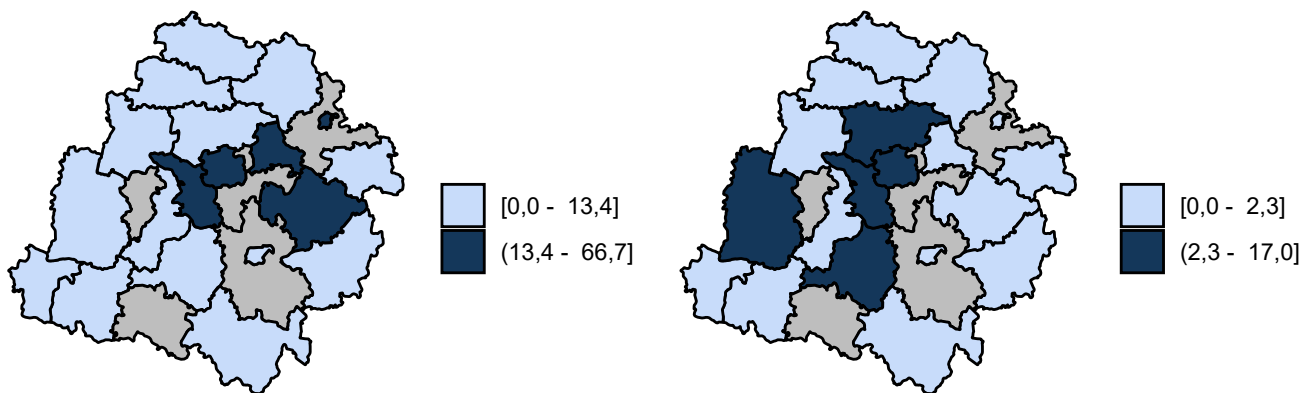 [0,0 - 13,4]
(13,4 - 66,7]
[0,0 - 2,3]
(2,3 - 17,0]